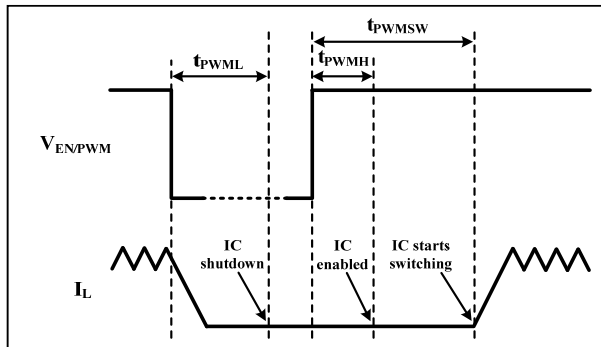 tPWMSW
tPWML
tPWMH
VEN/PWM
IC
shutdown
IC
enabled
IC starts
switching
IL